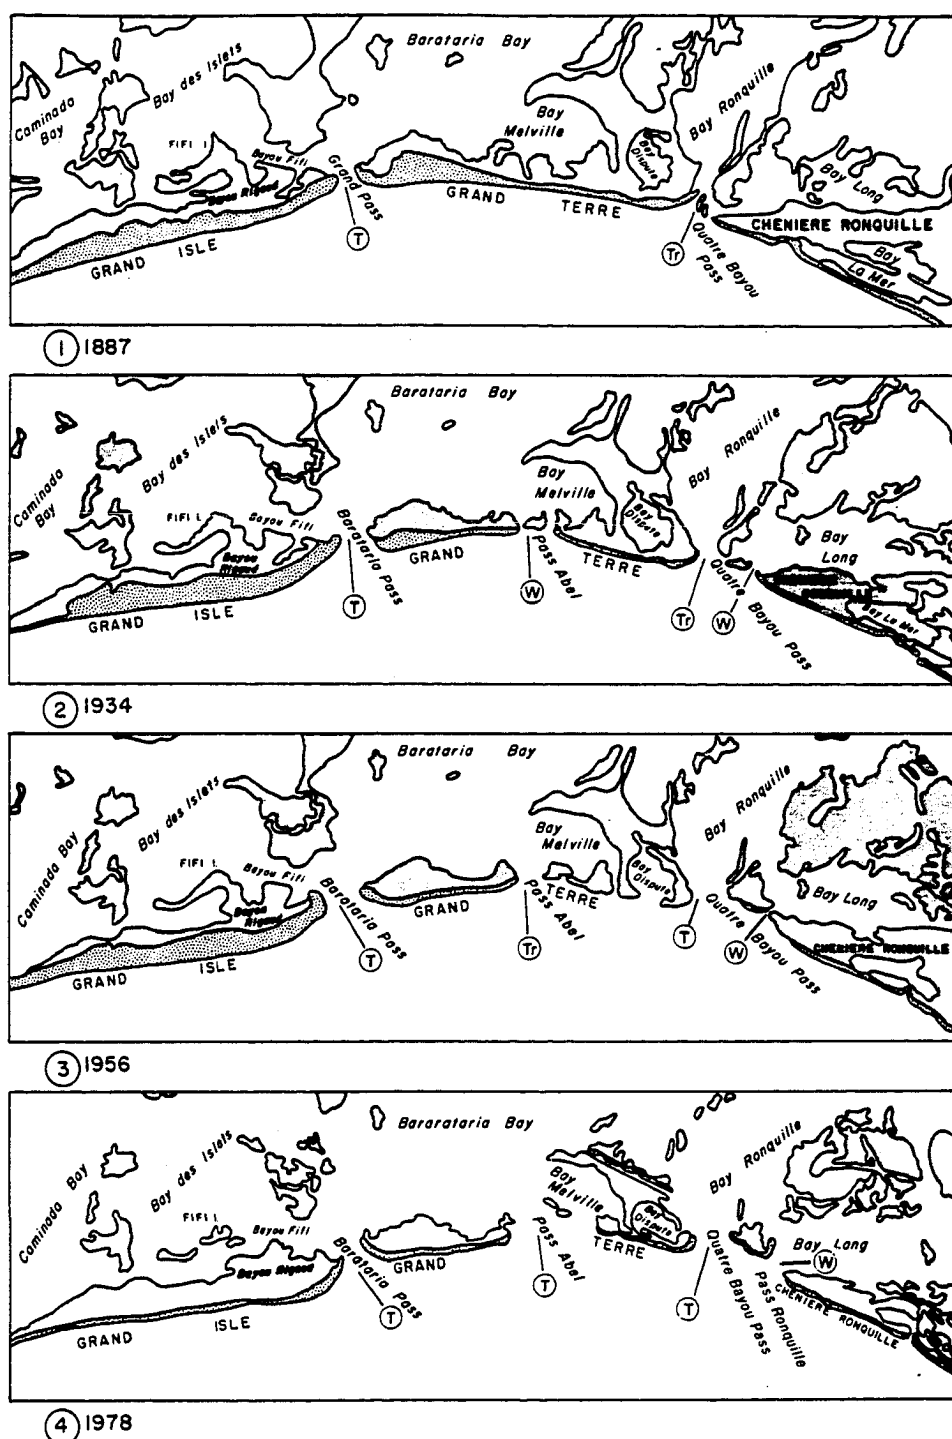 Barataria Bay
Caminada Bay
Bay des Islets
FIFI I.
Bayou Fifi
Bayou Rigaud
Grand Pass
T
GRAND ISLE
Bay Melville
Bay Dispute
GRAND TERRE
Bay Ronquille
Tr
Quatre Bayou Pass
Bay Long
CHENIERE RONQUILLE
Bay La Mer
1 1887
Barataria Bay
Caminada Bay
Bay des Islets
FIFI I.
Bayou Fifi
Bayou Rigaud
Barataria Pass
T
GRAND ISLE
Bay Melville
Bay Dispute
GRAND TERRE
Pass Abel
W
Bay Ronquille
Tr
W
Quatre Bayou Pass
Bay Long
Bay La Mer
2 1934
Barataria Bay
Caminada Bay
Bay des Islets
FIFI I.
Bayou Fifi
Bayou Rigaud
Barataria Pass
T
GRAND ISLE
Bay Melville
Bay Dispute
GRAND TERRE
Pass Abel
Tr
Bay Ronquille
T
W
Quatre Bayou Pass
Bay Long
CHENIERE RONQUILLE
3 1956
Bararataria Bay
Caminada Bay
Bay des Islets
FIFI I.
Bayou Fifi
Bayou Rigaud
Barataria Pass
T
GRAND ISLE
Bay Melville
Bay Dispute
GRAND TERRE
Pass Abel
T
Bay Ronquille
T
Quatre Bayou Pass
Pass Ronquille
Bay Long
W
CHENIERE RONQUILLE
4 1978